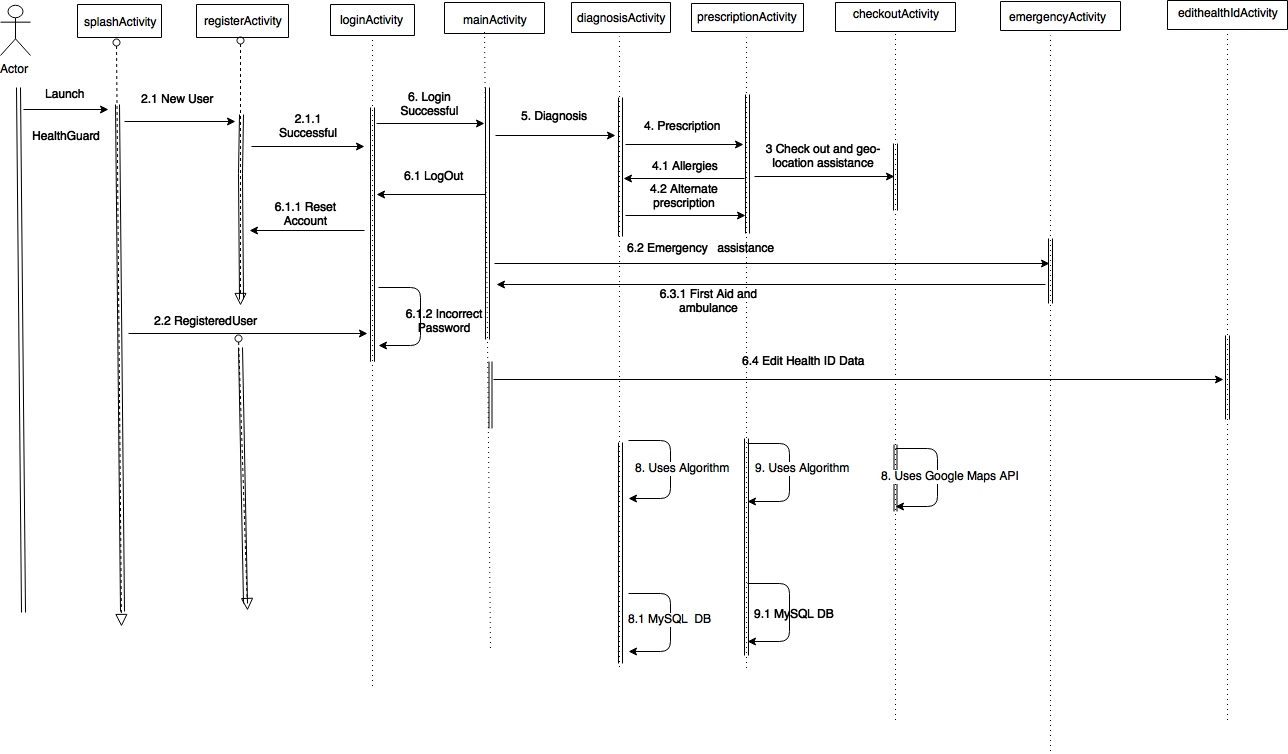 splashActivity
registerActivity
loginActivity
mainActivity
diagnosisActivity
prescriptionActivity
checkoutActivity
emergencyActivity
edithealthIdActivity
Actor
Launch
HealthGuard
2.1 New User
2.1.1
Successful
6. Login
Successful
5. Diagnosis
4. Prescription
3 Check out and geo-
location assistance
4.1 Allergies
4.2 Alternate
prescription
6.1 LogOut
6.1.1 Reset
Account
6.2 Emergency assistance
6.3.1 First Aid and
ambulance
6.1.2 Incorrect
Password
2.2 RegisteredUser
6.4 Edit Health ID Data
8. Uses Algorithm
9. Uses Algorithm
8. Uses Google Maps API
8.1 MySQL DB
9.1 MySQL DB